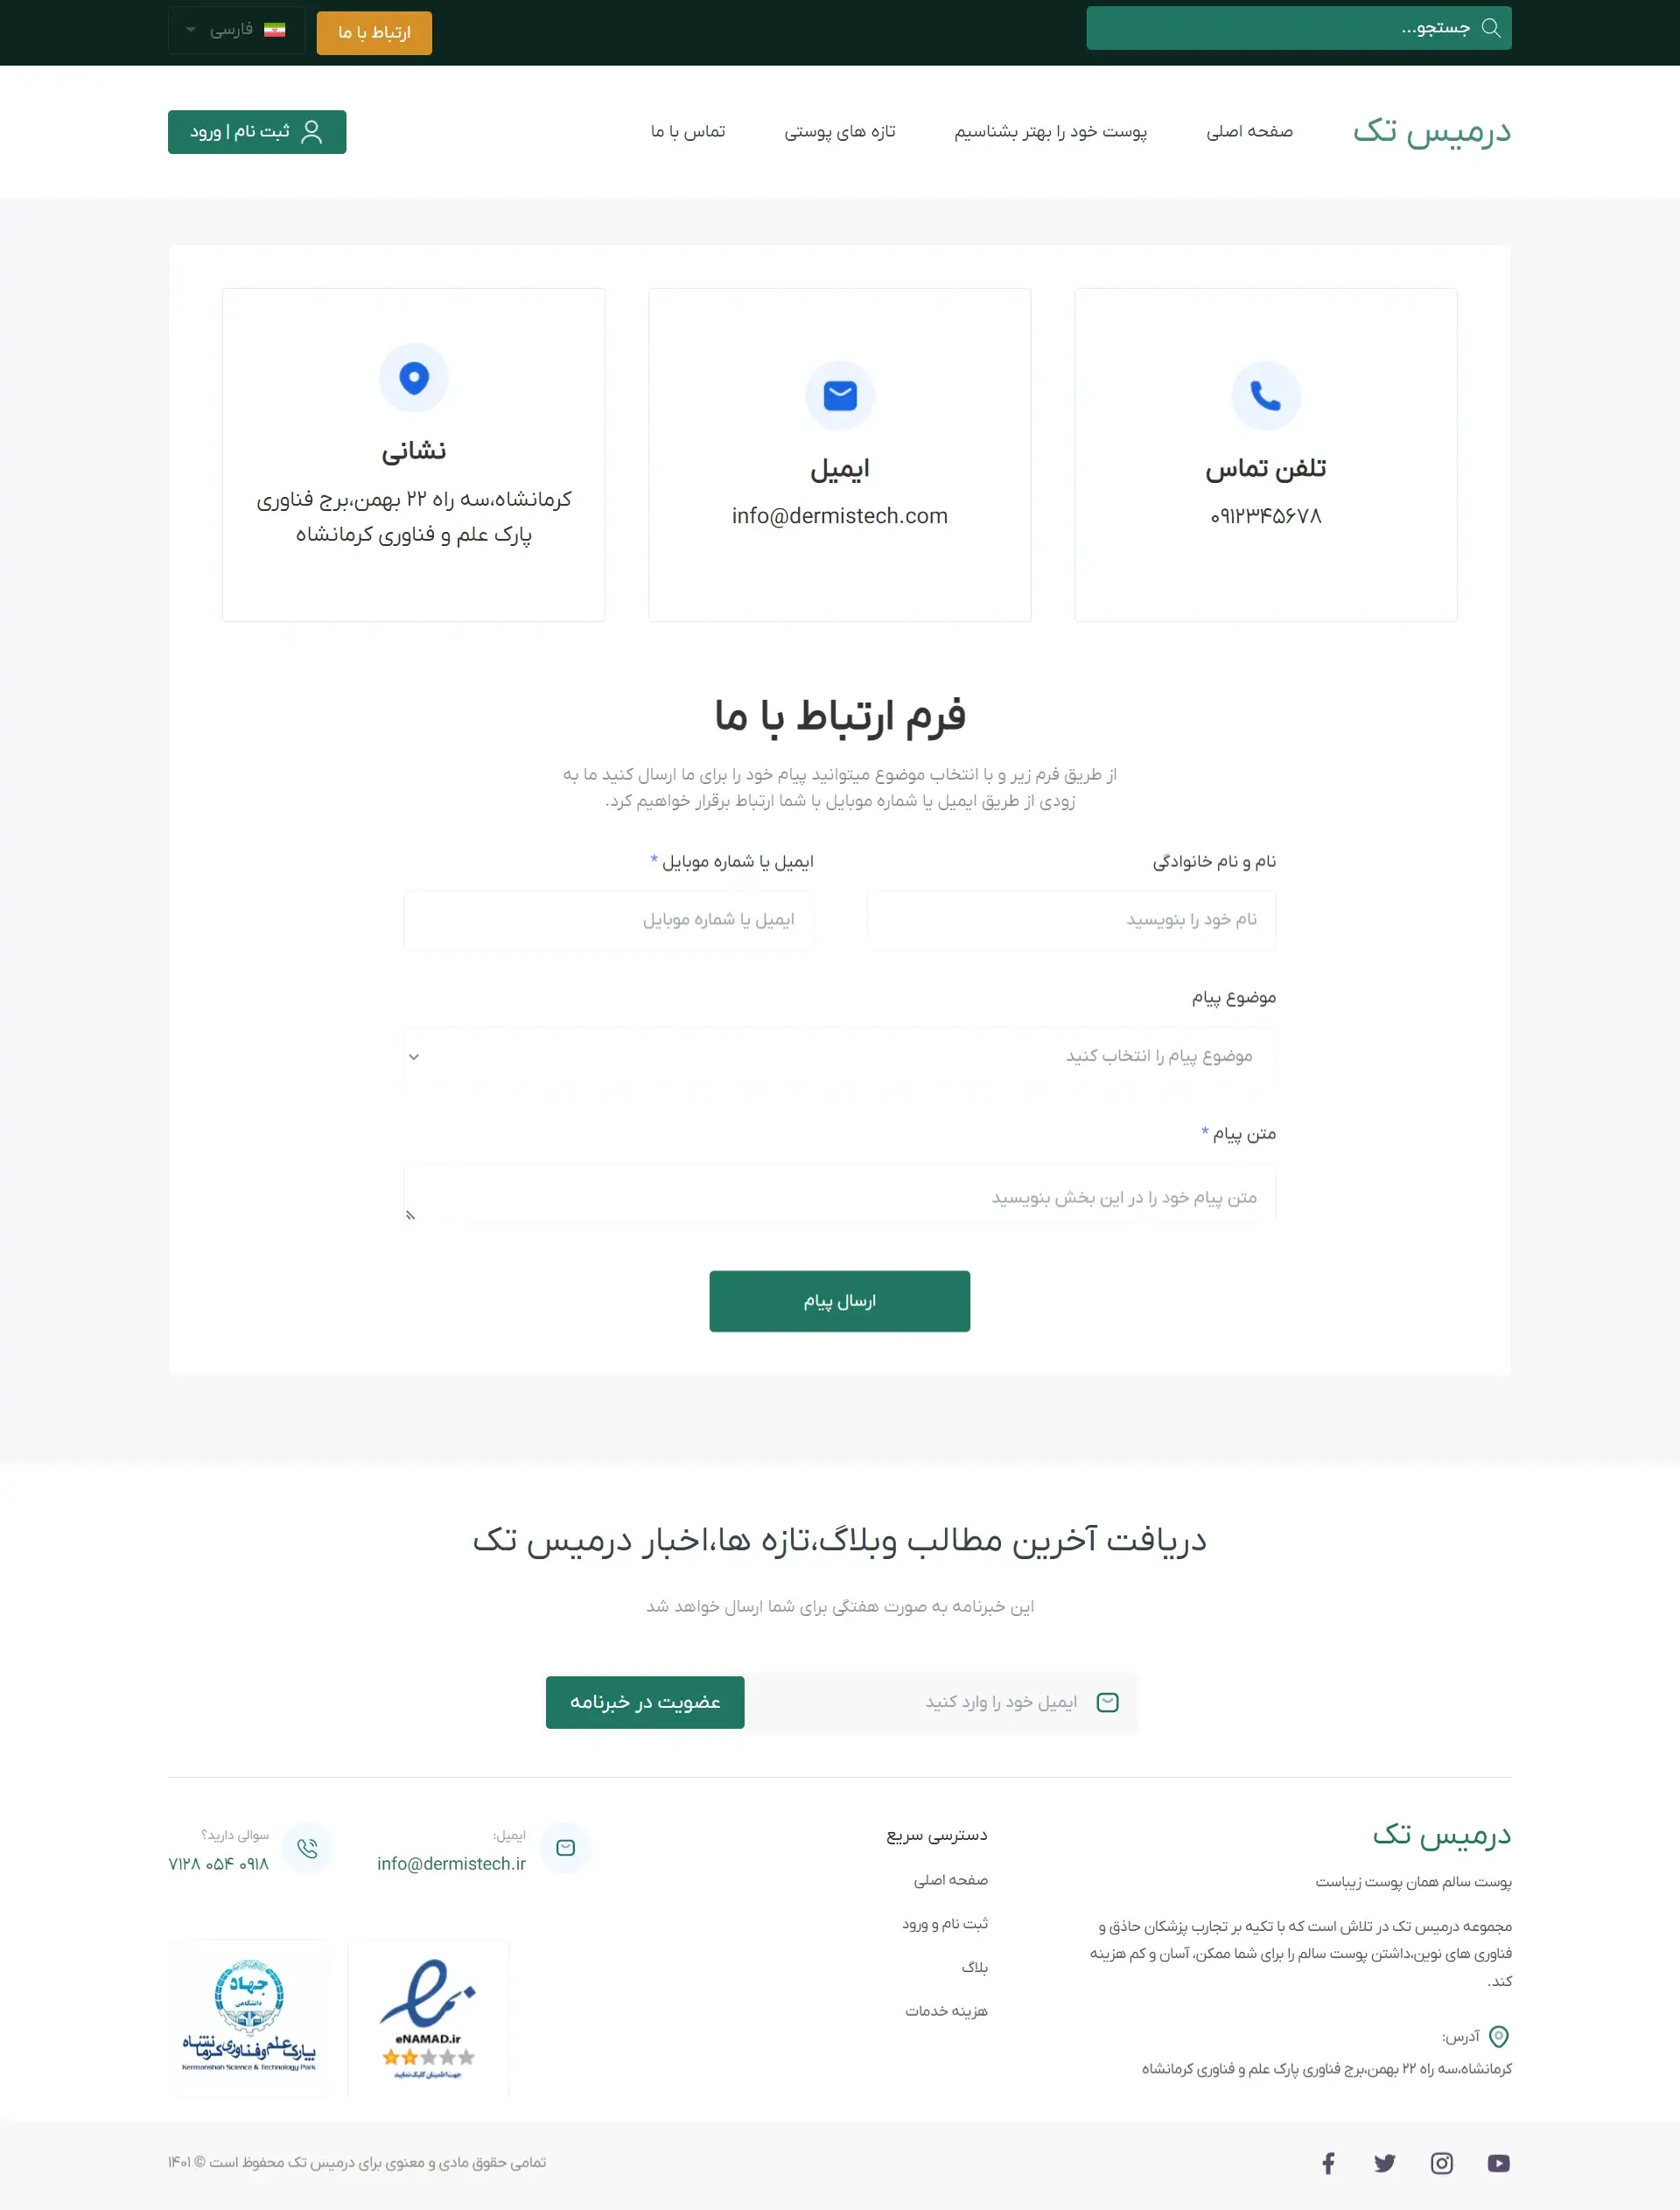 جستجو...
ارتباط با ما
فارسی
درمیس تک
صفحه اصلی
پوست خود را بهتر بشناسیم
تازه های پوستی
تماس با ما
ثبت نام | ورود
تلفن تماس
۰۹۱۲۳۴۵۶۷۸
ایمیل
info@dermistech.com
نشانی
کرمانشاه،سه راه ۲۲ بهمن،برج فناوری
پارک علم و فناوری کرمانشاه
فرم ارتباط با ما
از طریق فرم زیر و با انتخاب موضوع میتوانید پیام خود را برای ما ارسال کنید ما به
زودی از طریق ایمیل یا شماره موبایل با شما ارتباط برقرار خواهیم کرد.
نام و نام خانوادگی
نام خود را بنویسید
ایمیل یا شماره موبایل *
ایمیل یا شماره موبایل
موضوع پیام
موضوع پیام را انتخاب کنید
متن پیام *
متن پیام خود را در این بخش بنویسید
ارسال پیام
دریافت آخرین مطالب وبلاگ،تازه ها،اخبار درمیس تک
این خبرنامه به صورت هفتگی برای شما ارسال خواهد شد
ایمیل خود را وارد کنید
عضویت در خبرنامه
درمیس تک
پوست سالم همان پوست زیباست
مجموعه درمیس تک در تلاش است که با تکیه بر تجارب پزشکان حاذق و
فناوری های نوین،داشتن پوست سالم را برای شما ممکن، آسان و کم هزینه
کند.
آدرس:
کرمانشاه،سه راه ۲۲ بهمن،برج فناوری پارک علم و فناوری کرمانشاه
دسترسی سریع
صفحه اصلی
ثبت نام و ورود
بلاگ
هزینه خدمات
ایمیل:
info@dermistech.ir
سوالی دارید؟
۰۹۱۸ ۰۵۴ ۷۱۲۸
eNAMAD.ir
جهت اطمینان کلیک نمایید
جهاد
دانشگاهی
پارک علم و فناوری کرمانشاه
Kermanshah Science & Technology Park
تمامی حقوق مادی و معنوی برای درمیس تک محفوظ است © ۱۴۰۱